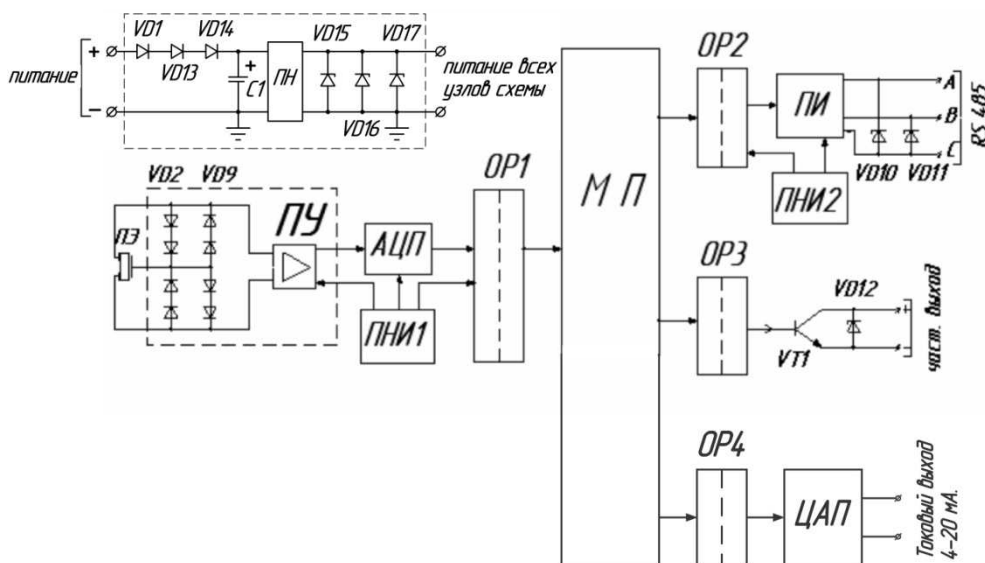 VD1
VD14
VD15
VD17
+
+
питание
VD13
C1
ПН
питание всех
узлов схемы
−
VD16
VD2
VD9
ПУ
ПЭ
АЦП
ПНИ1
ОР1
МП
ОР2
ПИ
A
B
C
RS 485
VD10
VD11
ПНИ2
ОР3
VD12
+
VT1
−
част. выход
ОР4
ЦАП
Токовый выход
4-20 мА.